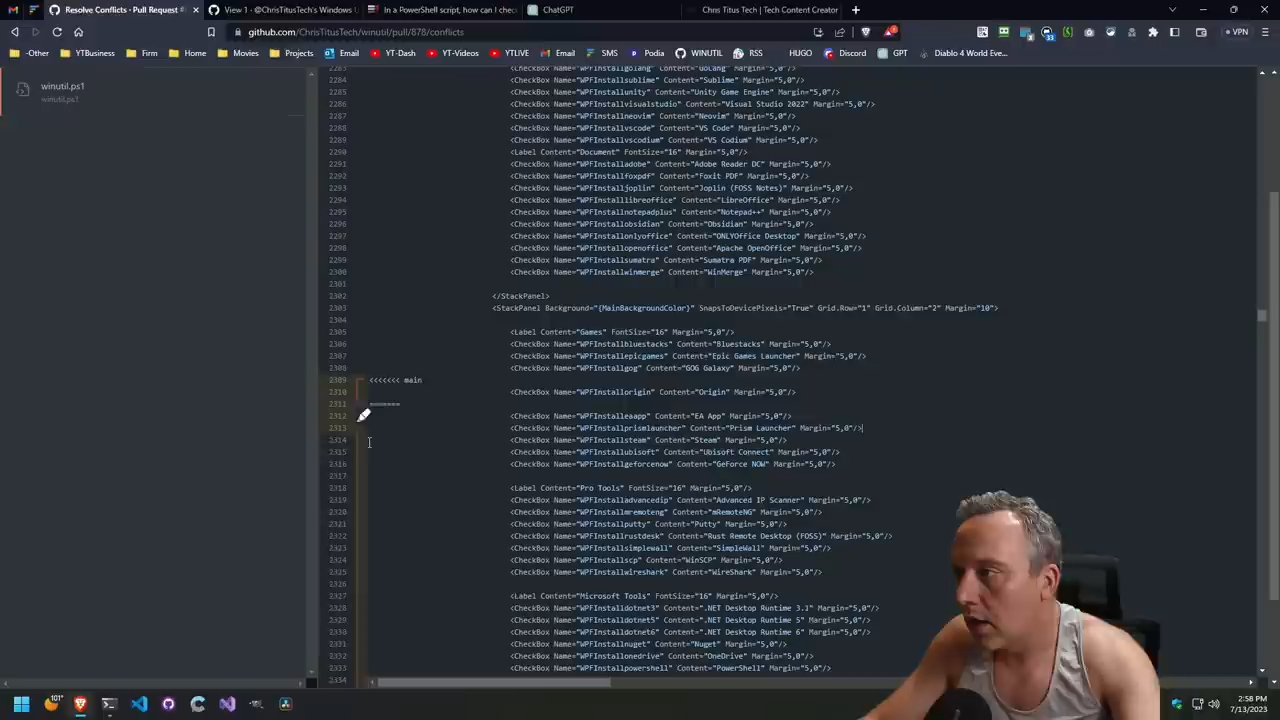 Resolve Conflicts · Pull Request
View 1 - @ChrisTitusTech's Windows
In a PowerShell script, how can I chec
ChatGPT
Chris Titus Tech | Tech Content Creator
github.com/ChrisTitusTech/winutil/pull/878/conflicts
VPN
-Other
YTBusiness
Firm
Home
Movies
Projects
Email
YT-Dash
YT-Videos
YTLIVE
Email
SMS
Podia
WINUTIL
RSS
HUGO
Discord
GPT
Diablo 4 World Eve...
winutil.ps1
winutil.ps1
2283 <CheckBox Name="WPFInstallgolang" Content="GoLang" Margin="5,0"/>
2284 <CheckBox Name="WPFInstallsublime" Content="Sublime" Margin="5,0"/>
2285 <CheckBox Name="WPFInstallunity" Content="Unity Game Engine" Margin="5,0"/>
2286 <CheckBox Name="WPFInstallvisualstudio" Content="Visual Studio 2022" Margin="5,0"/>
2287 <CheckBox Name="WPFInstallneovim" Content="Neovim" Margin="5,0"/>
2288 <CheckBox Name="WPFInstallvscode" Content="VS Code" Margin="5,0"/>
2289 <CheckBox Name="WPFInstallvscodium" Content="VS Codium" Margin="5,0"/>
2290 <Label Content="Document" FontSize="16" Margin="5,0"/>
2291 <CheckBox Name="WPFInstalladobe" Content="Adobe Reader DC" Margin="5,0"/>
2292 <CheckBox Name="WPFInstallfoxpdf" Content="Foxit PDF" Margin="5,0"/>
2293 <CheckBox Name="WPFInstalljoplin" Content="Joplin (FOSS Notes)" Margin="5,0"/>
2294 <CheckBox Name="WPFInstalllibreoffice" Content="LibreOffice" Margin="5,0"/>
2295 <CheckBox Name="WPFInstallnotepadplus" Content="Notepad++" Margin="5,0"/>
2296 <CheckBox Name="WPFInstallobsidian" Content="Obsidian" Margin="5,0"/>
2297 <CheckBox Name="WPFInstallonlyoffice" Content="ONLYOffice Desktop" Margin="5,0"/>
2298 <CheckBox Name="WPFInstallopenoffice" Content="Apache OpenOffice" Margin="5,0"/>
2299 <CheckBox Name="WPFInstallsumatra" Content="Sumatra PDF" Margin="5,0"/>
2300 <CheckBox Name="WPFInstallwinmerge" Content="WinMerge" Margin="5,0"/>
2301
2302 </StackPanel>
2303 <StackPanel Background="{MainBackgroundColor}" SnapsToDevicePixels="True" Grid.Row="1" Grid.Column="2" Margin="10">
2304
2305 <Label Content="Games" FontSize="16" Margin="5,0"/>
2306 <CheckBox Name="WPFInstallbluestacks" Content="Bluestacks" Margin="5,0"/>
2307 <CheckBox Name="WPFInstallepicgames" Content="Epic Games Launcher" Margin="5,0"/>
2308 <CheckBox Name="WPFInstallgog" Content="GOG Galaxy" Margin="5,0"/>
2309 <<<<<<< main
2310 <CheckBox Name="WPFInstallorigin" Content="Origin" Margin="5,0"/>
2311 =======
2312 <CheckBox Name="WPFInstalleaapp" Content="EA App" Margin="5,0"/>
2313 <CheckBox Name="WPFInstallprismlauncher" Content="Prism Launcher" Margin="5,0"/>
2314 <CheckBox Name="WPFInstallsteam" Content="Steam" Margin="5,0"/>
2315 <CheckBox Name="WPFInstallubisoft" Content="Ubisoft Connect" Margin="5,0"/>
2316 <CheckBox Name="WPFInstallgeforcenow" Content="GeForce NOW" Margin="5,0"/>
2317
2318 <Label Content="Pro Tools" FontSize="16" Margin="5,0"/>
2319 <CheckBox Name="WPFInstalladvancedip" Content="Advanced IP Scanner" Margin="5,0"/>
2320 <CheckBox Name="WPFInstallmremoteng" Content="mRemoteNG" Margin="5,0"/>
2321 <CheckBox Name="WPFInstallputty" Content="Putty" Margin="5,0"/>
2322 <CheckBox Name="WPFInstallrustdesk" Content="Rust Remote Desktop (FOSS)" Margin="5,0"/>
2323 <CheckBox Name="WPFInstallsimplewall" Content="SimpleWall" Margin="5,0"/>
2324 <CheckBox Name="WPFInstallscp" Content="WinSCP" Margin="5,0"/>
2325 <CheckBox Name="WPFInstallwireshark" Content="WireShark" Margin="5,0"/>
2326
2327 <Label Content="Microsoft Tools" FontSize="16" Margin="5,0"/>
2328 <CheckBox Name="WPFInstalldotnet3" Content=".NET Desktop Runtime 3.1" Margin="5,0"/>
2329 <CheckBox Name="WPFInstalldotnet5" Content=".NET Desktop Runtime 5" Margin="5,0"/>
2330 <CheckBox Name="WPFInstalldotnet6" Content=".NET Desktop Runtime 6" Margin="5,0"/>
2331 <CheckBox Name="WPFInstallnuget" Content="Nuget" Margin="5,0"/>
2332 <CheckBox Name="WPFInstallonedrive" Content="OneDrive" Margin="5,0"/>
2333 <CheckBox Name="WPFInstallpowershell" Content="PowerShell" Margin="5,0"/>
2334
2:58 PM
7/13/2023